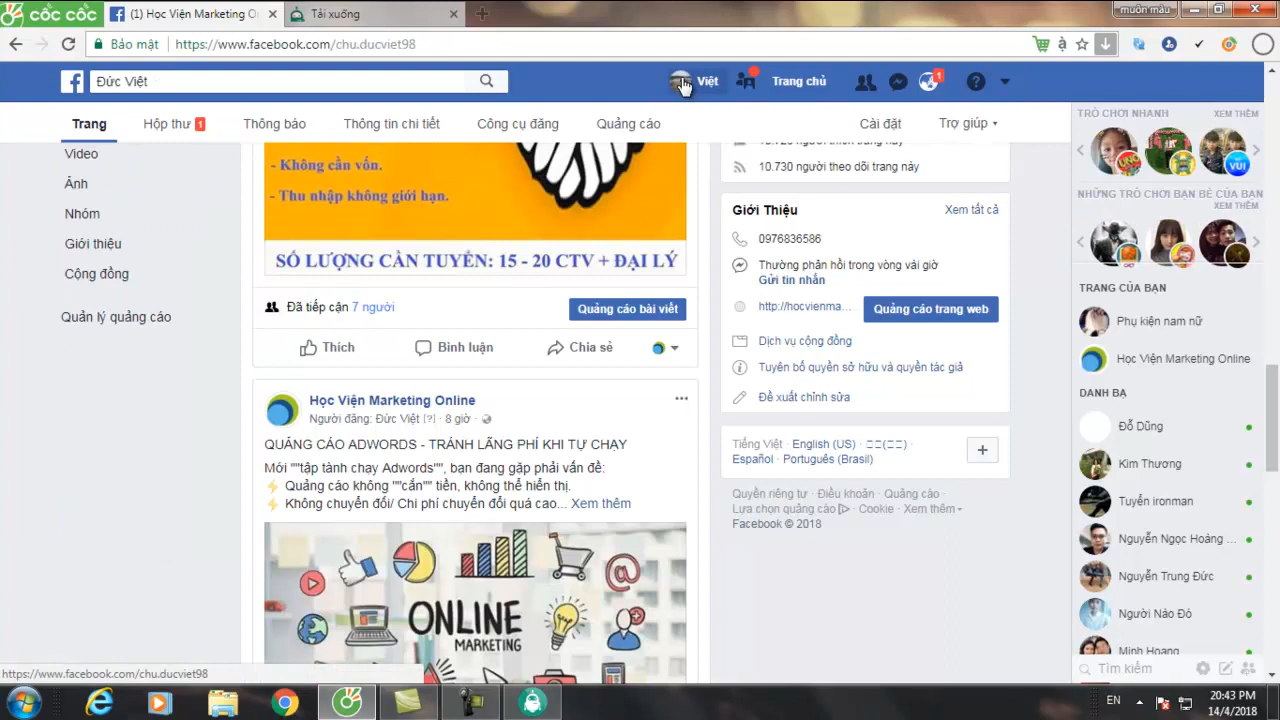 cốc cốc
(1) Học Viện Marketing On
Tải xuống
muôn màu
Bảo mật
https://www.facebook.com/chu.ducviet98
Đức Việt
Việt
Trang chủ
1
Trang
Hộp thư 1
Thông báo
Thông tin chi tiết
Công cụ đăng
Quảng cáo
Cài đặt
Trợ giúp
Video
Ảnh
Nhóm
Giới thiệu
Cộng đồng
Quản lý quảng cáo
- Không cần vốn.
- Thu nhập không giới hạn.
SỐ LƯỢNG CẦN TUYỂN: 15 - 20 CTV + ĐẠI LÝ
Đã tiếp cận 7 người
Quảng cáo bài viết
Thích
Bình luận
Chia sẻ
Học Viện Marketing Online
Người đăng: Đức Việt [?] · 8 giờ ·
QUẢNG CÁO ADWORDS - TRÁNH LÃNG PHÍ KHI TỰ CHẠY
Mới ""tập tành chạy Adwords"", bạn đang gặp phải vấn đề:
Quảng cáo không ""cắn"" tiền, không thể hiển thị.
Không chuyển đổi/ Chi phí chuyển đổi quá cao... Xem thêm
ONLINE
MARKETING
người thích trang này
10.730 người theo dõi trang này
Giới Thiệu
Xem tất cả
0976836586
Thường phản hồi trong vòng vài giờ
Gửi tin nhắn
http://hocvienma...
Quảng cáo trang web
Dịch vụ cộng đồng
Tuyên bố quyền sở hữu và quyền tác giả
Đề xuất chỉnh sửa
Tiếng Việt · English (US) · □□(□□) ·
Español · Português (Brasil)
Quyền riêng tư · Điều khoản · Quảng cáo ·
Lựa chọn quảng cáo · Cookie · Xem thêm
Facebook © 2018
TRÒ CHƠI NHANH
XEM THÊM
UNO
VUI
NHỮNG TRÒ CHƠI BẠN BÈ CỦA BẠN
XEM THÊM
TRANG CỦA BẠN
Phụ kiện nam nữ
Học Viện Marketing Online
DANH BẠ
Đỗ Dũng
Kim Thương
Tuyển ironman
Nguyễn Ngọc Hoàng ...
Nguyễn Trung Đức
Người Nào Đó
Minh Hoang
Tìm kiếm
https://www.facebook.com/chu.ducviet98
EN
20:43 PM
14/4/2018